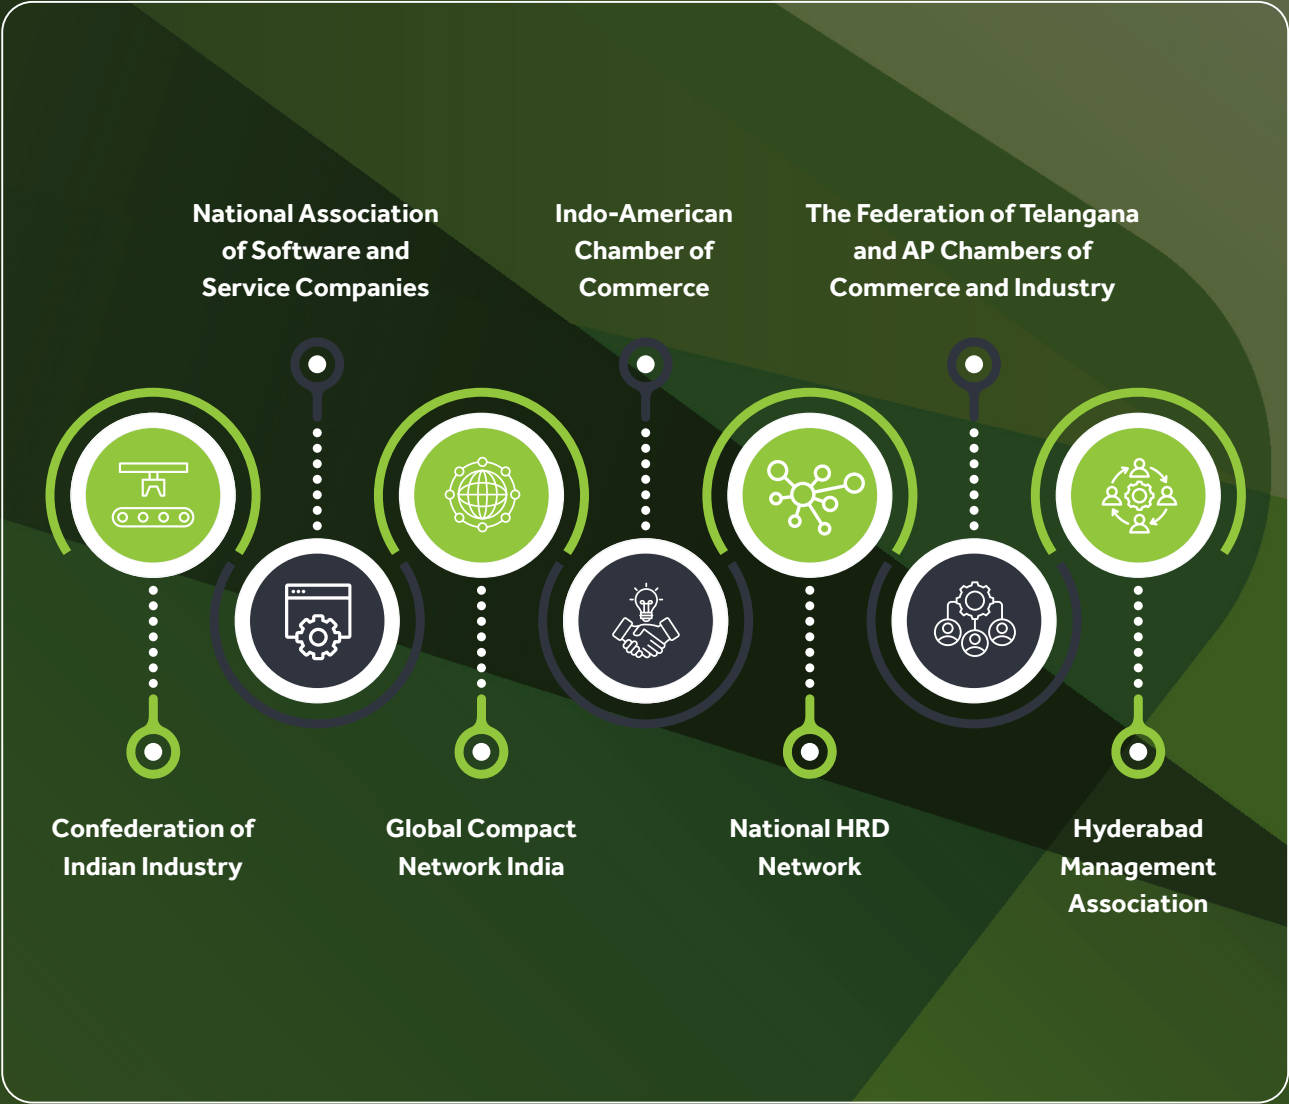 National Association
of Software and
Service Companies
Indo-American
Chamber of
Commerce
The Federation of Telangana
and AP Chambers of
Commerce and Industry
Confederation of
Indian Industry
Global Compact
Network India
National HRD
Network
Hyderabad
Management
Association